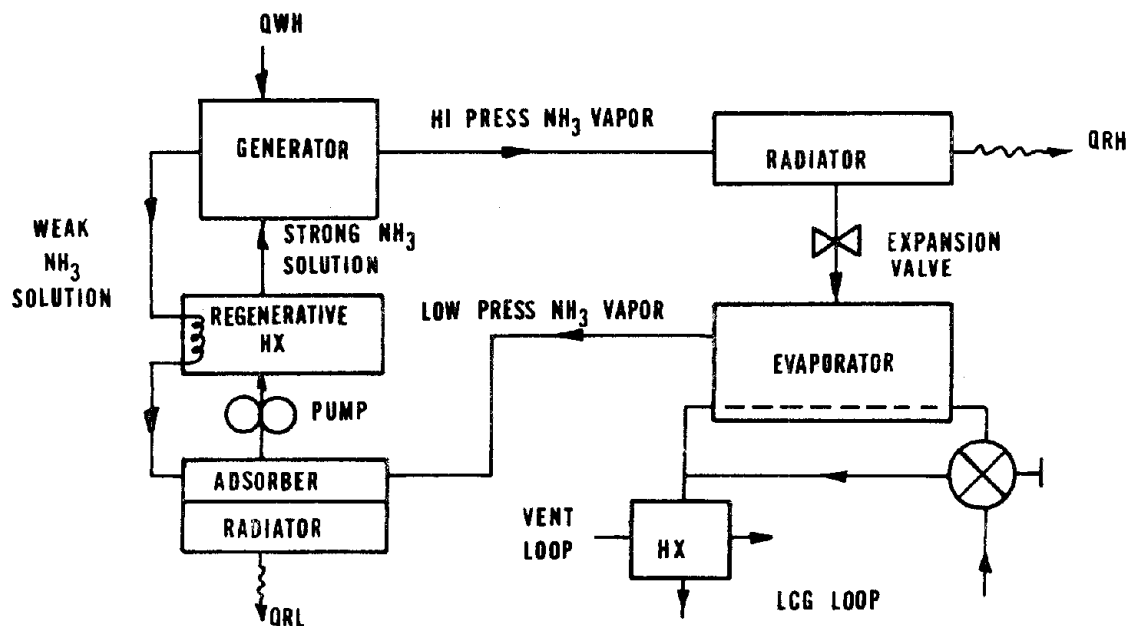 QWH
GENERATOR
HI PRESS NH3 VAPOR
RADIATOR
QRH
WEAK
NH3
SOLUTION
STRONG NH3
SOLUTION
EXPANSION
VALVE
REGENERATIVE
HX
LOW PRESS NH3 VAPOR
EVAPORATOR
PUMP
ADSORBER
RADIATOR
VENT
LOOP
HX
LCG LOOP
QRL